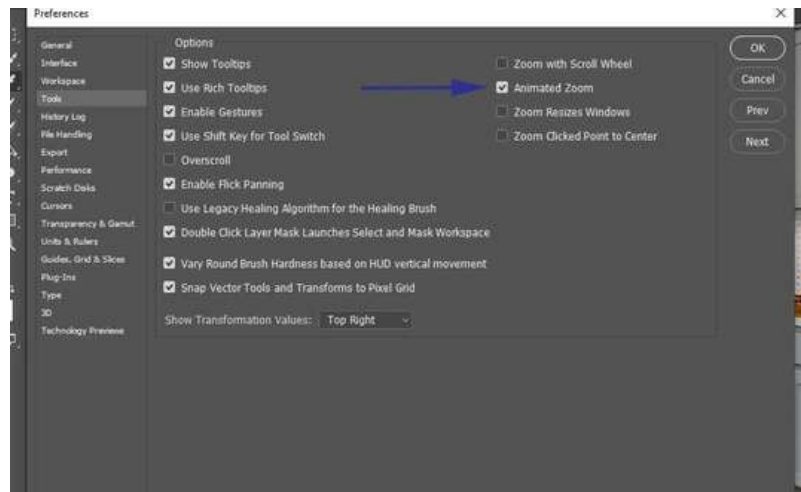 Preferences
General
Interface
Workspace
Tools
History Log
File Handling
Export
Performance
Scratch Disks
Cursors
Transparency & Gamut
Units & Rulers
Guides, Grid & Slices
Plug-Ins
Type
3D
Technology Previews
Options
Show Tooltips
Use Rich Tooltips
Enable Gestures
Use Shift Key for Tool Switch
Overscroll
Enable Flick Panning
Use Legacy Healing Algorithm for the Healing Brush
Double Click Layer Mask Launches Select and Mask Workspace
Vary Round Brush Hardness based on HUD vertical movement
Snap Vector Tools and Transforms to Pixel Grid
Show Transformation Values: Top Right
Zoom with Scroll Wheel
Animated Zoom
Zoom Resizes Windows
Zoom Clicked Point to Center
OK
Cancel
Prev
Next